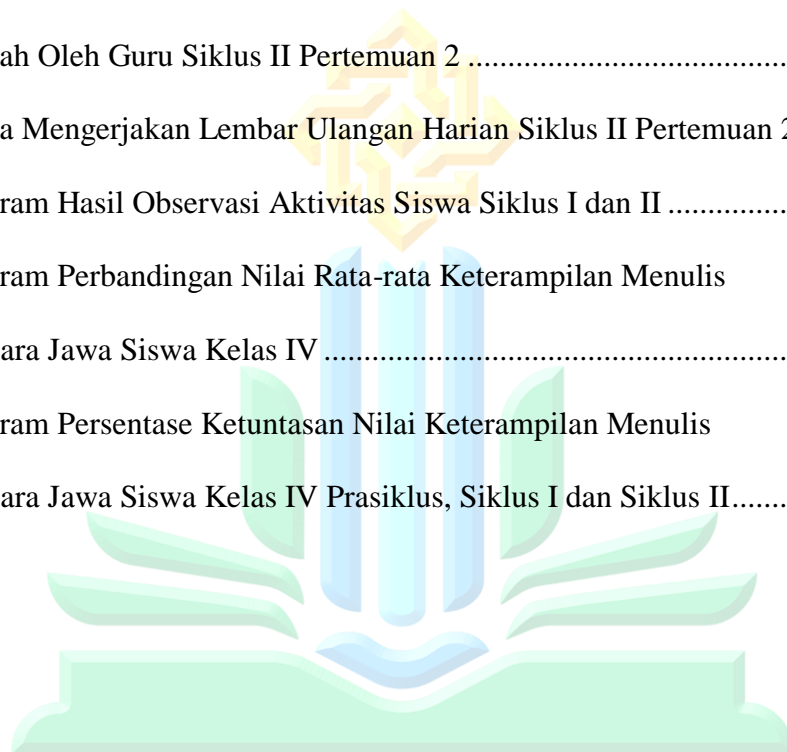 ah Oleh Guru Siklus II Pertemuan 2 ........................................
a Mengerjakan Lembar Ulangan Harian Siklus II Pertemuan 2
ram Hasil Observasi Aktivitas Siswa Siklus I dan II ...............
ram Perbandingan Nilai Rata-rata Keterampilan Menulis
ara Jawa Siswa Kelas IV ..........................................................
ram Persentase Ketuntasan Nilai Keterampilan Menulis
ara Jawa Siswa Kelas IV Prasiklus, Siklus I dan Siklus II.......